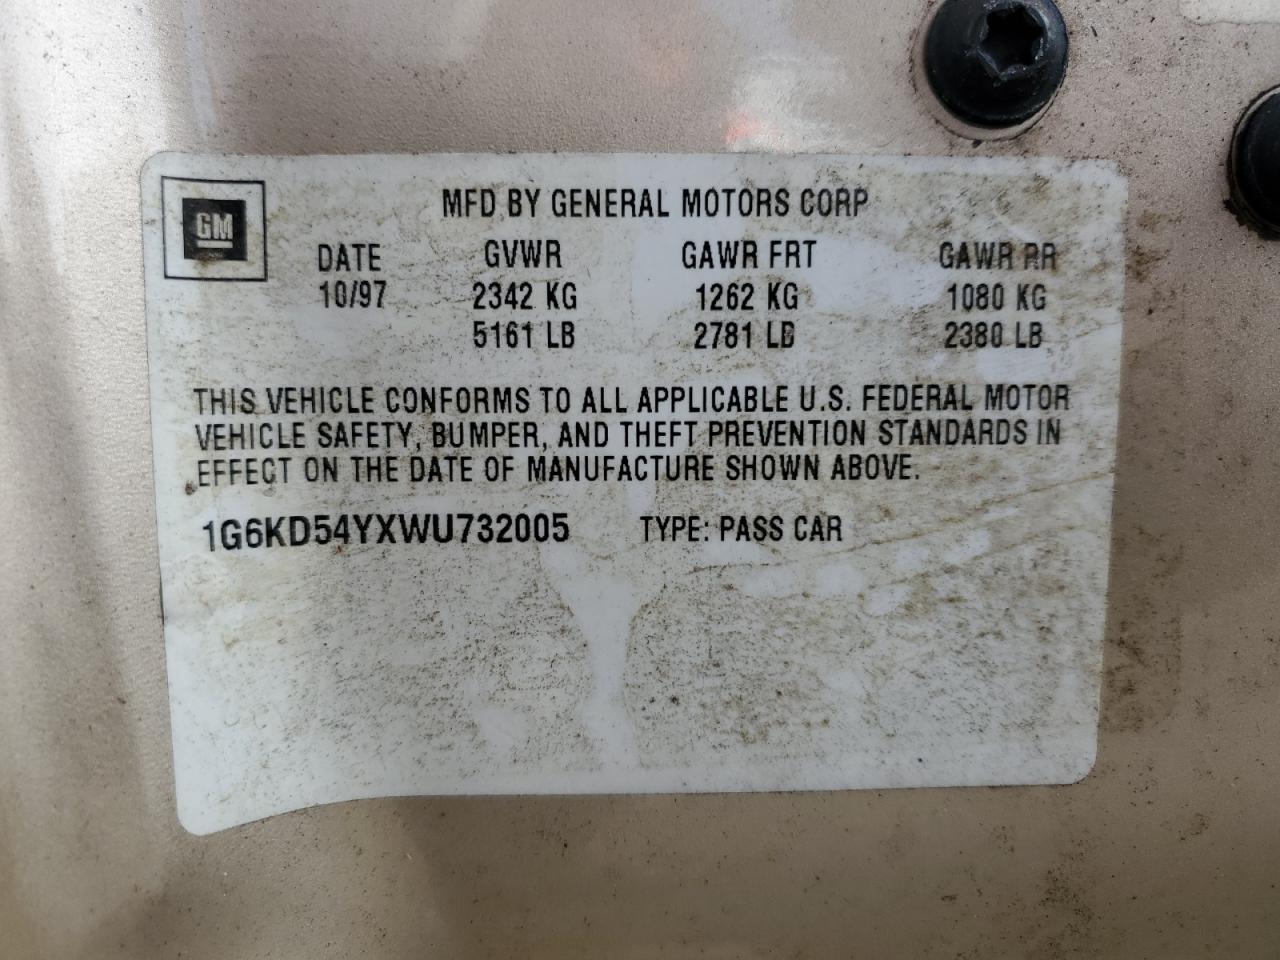 GM
MFD BY GENERAL MOTORS CORP
DATE GVWR GAWR FRT GAWR RR
10/97 2342 KG 1262 KG 1080 KG
5161 LB 2781 LB 2380 LB
THIS VEHICLE CONFORMS TO ALL APPLICABLE U.S. FEDERAL MOTOR
VEHICLE SAFETY, BUMPER, AND THEFT PREVENTION STANDARDS IN
EFFECT ON THE DATE OF MANUFACTURE SHOWN ABOVE.
1G6KD54YXWU732005 TYPE: PASS CAR